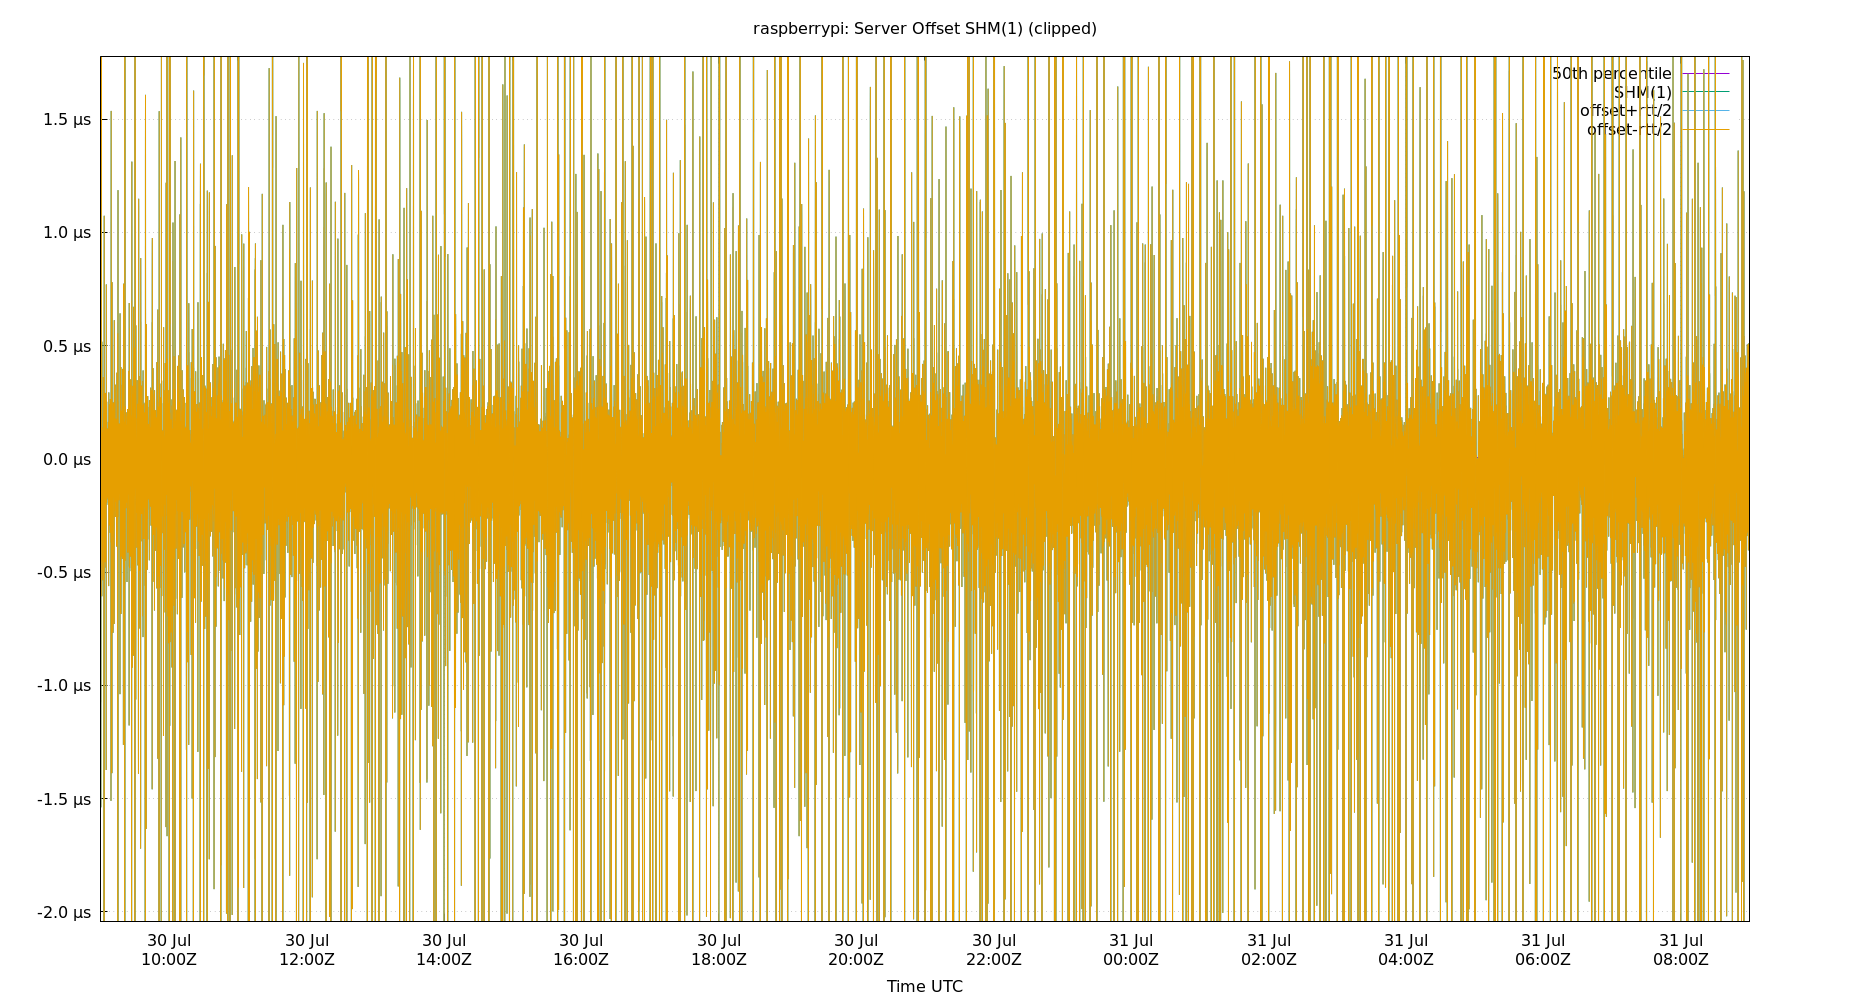 raspberrypi: Server Offset SHM(1) (clipped)
50th percentile
SHM(1)
offset+rtt/2
offset-rtt/2
1.5 µs
1.0 µs
0.5 µs
0.0 µs
-0.5 µs
-1.0 µs
-1.5 µs
-2.0 µs
30 Jul 30 Jul 30 Jul 30 Jul 30 Jul 30 Jul 30 Jul 31 Jul 31 Jul 31 Jul 31 Jul 31 Jul
10:00Z 12:00Z 14:00Z 16:00Z 18:00Z 20:00Z 22:00Z 00:00Z 02:00Z 04:00Z 06:00Z 08:00Z
Time UTC